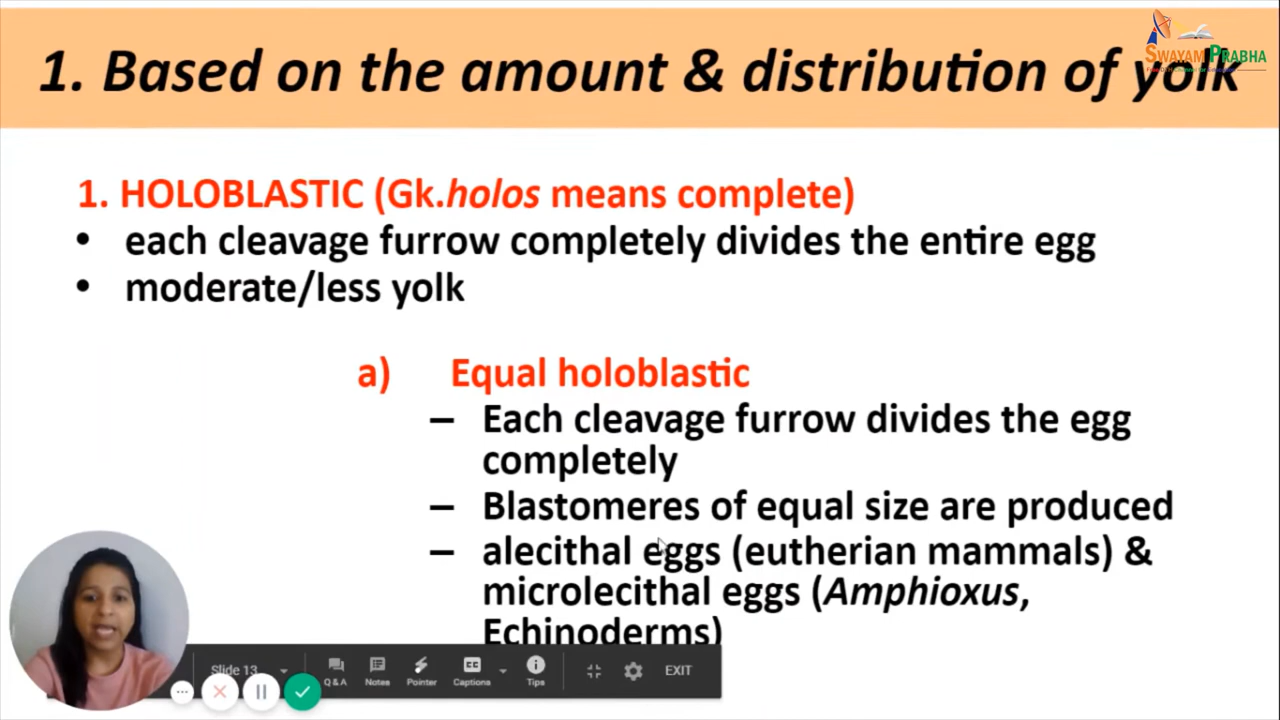 1. Based on the amount & distribution of yolk
SWAYAM PRABHA
1. HOLOBLASTIC (Gk.holos means complete)
• each cleavage furrow completely divides the entire egg
• moderate/less yolk
a) Equal holoblastic
– Each cleavage furrow divides the egg
completely
– Blastomeres of equal size are produced
– alecithal eggs (eutherian mammals) &
microlecithal eggs (Amphioxus,
Echinoderms)
Slide 13
Q & A
Notes
Pointer
CC
Captions
Tips
EXIT